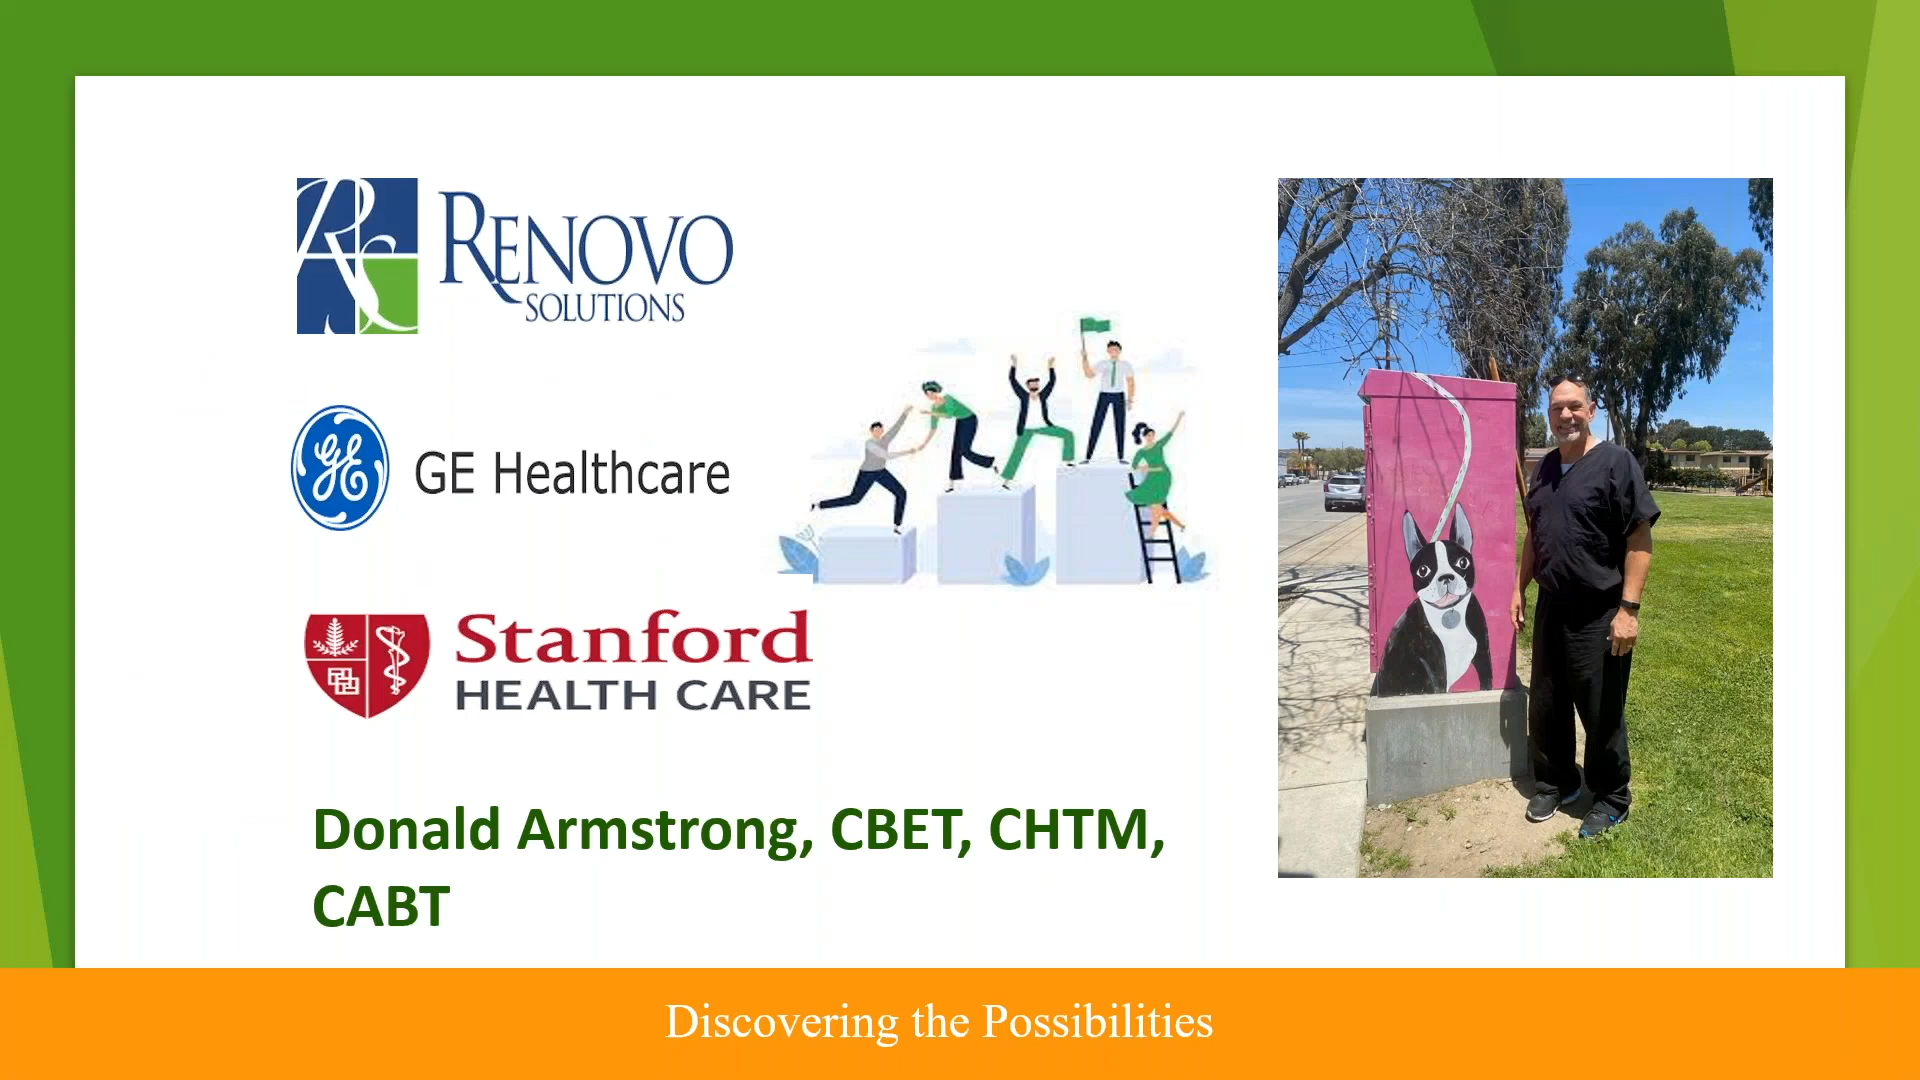 RENOVO
SOLUTIONS
GE Healthcare
Stanford
HEALTH CARE
Donald Armstrong, CBET, CHTM,
CABT
Discovering the Possibilities